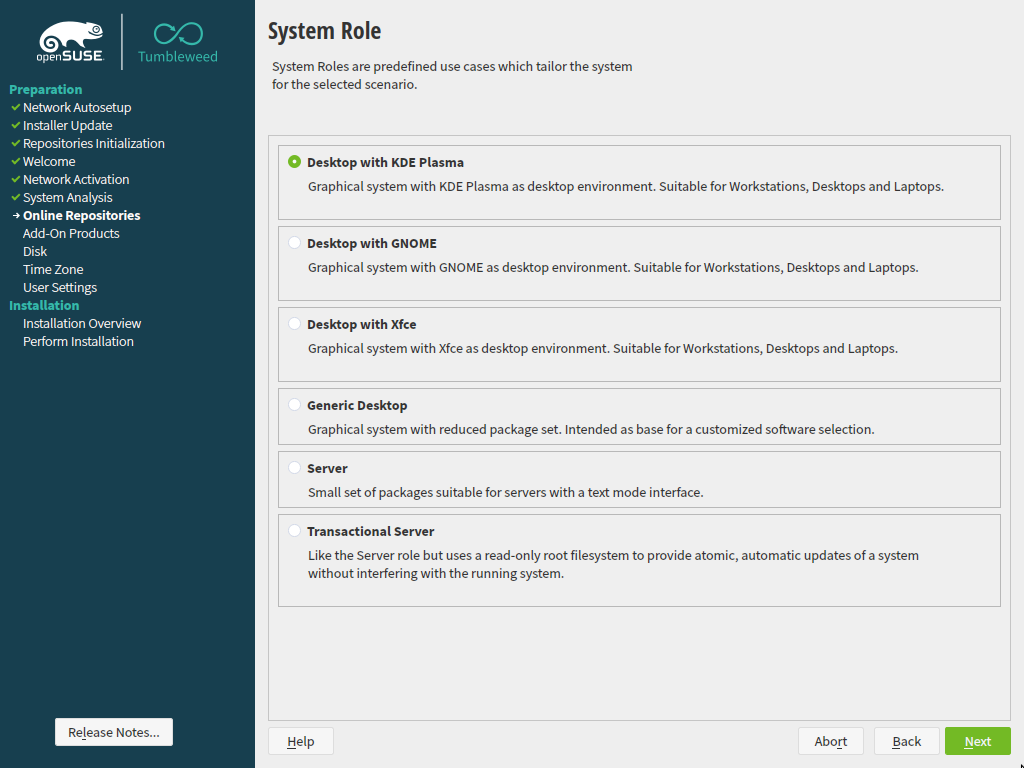 openSUSE
Tumbleweed
Preparation
Network Autosetup
Installer Update
Repositories Initialization
Welcome
Network Activation
System Analysis
Online Repositories
Add-On Products
Disk
Time Zone
User Settings
Installation
Installation Overview
Perform Installation
Release Notes...
System Role
System Roles are predefined use cases which tailor the system
for the selected scenario.
Desktop with KDE Plasma
Graphical system with KDE Plasma as desktop environment. Suitable for Workstations, Desktops and Laptops.
Desktop with GNOME
Graphical system with GNOME as desktop environment. Suitable for Workstations, Desktops and Laptops.
Desktop with Xfce
Graphical system with Xfce as desktop environment. Suitable for Workstations, Desktops and Laptops.
Generic Desktop
Graphical system with reduced package set. Intended as base for a customized software selection.
Server
Small set of packages suitable for servers with a text mode interface.
Transactional Server
Like the Server role but uses a read-only root filesystem to provide atomic, automatic updates of a system
without interfering with the running system.
Help
Abort
Back
Next